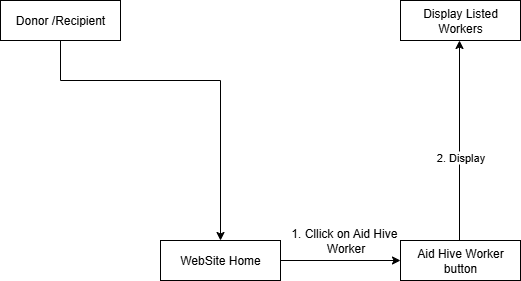 Donor /Recipient
Display Listed
Workers
2. Display
1. Cllick on Aid Hive
Worker
WebSite Home
Aid Hive Worker
button